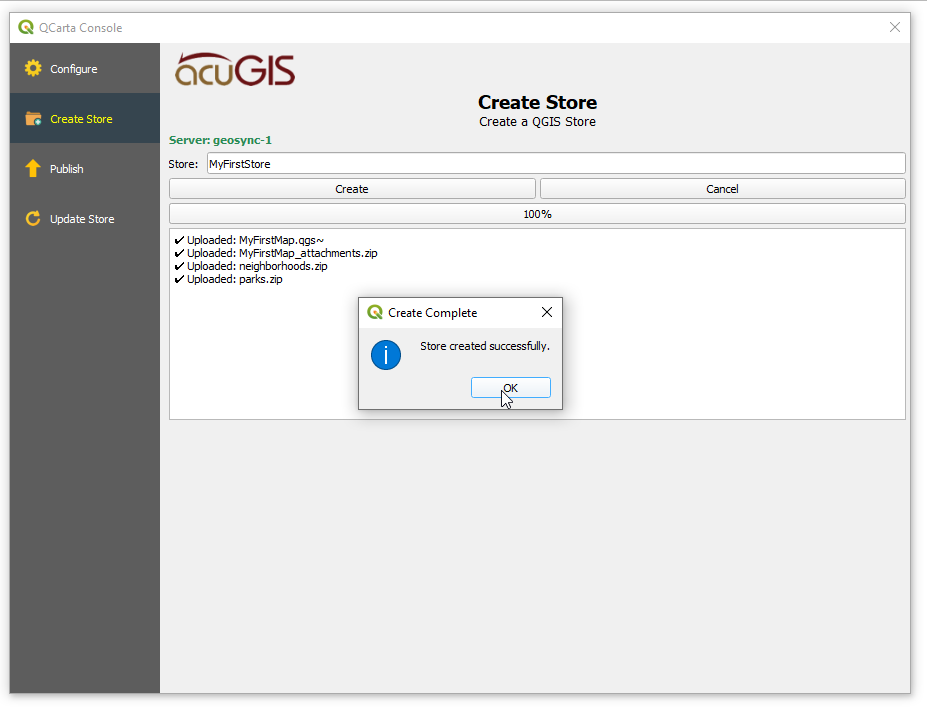 QCarta Console
Configure
Create Store
Publish
Update Store
acuGIS
Create Store
Create a QGIS Store
Server: geosync-1
Store: MyFirstStore
Create Cancel
100%
✔ Uploaded: MyFirstMap.qgs~
✔ Uploaded: MyFirstMap_attachments.zip
✔ Uploaded: neighborhoods.zip
✔ Uploaded: parks.zip
Create Complete
Store created successfully.
OK